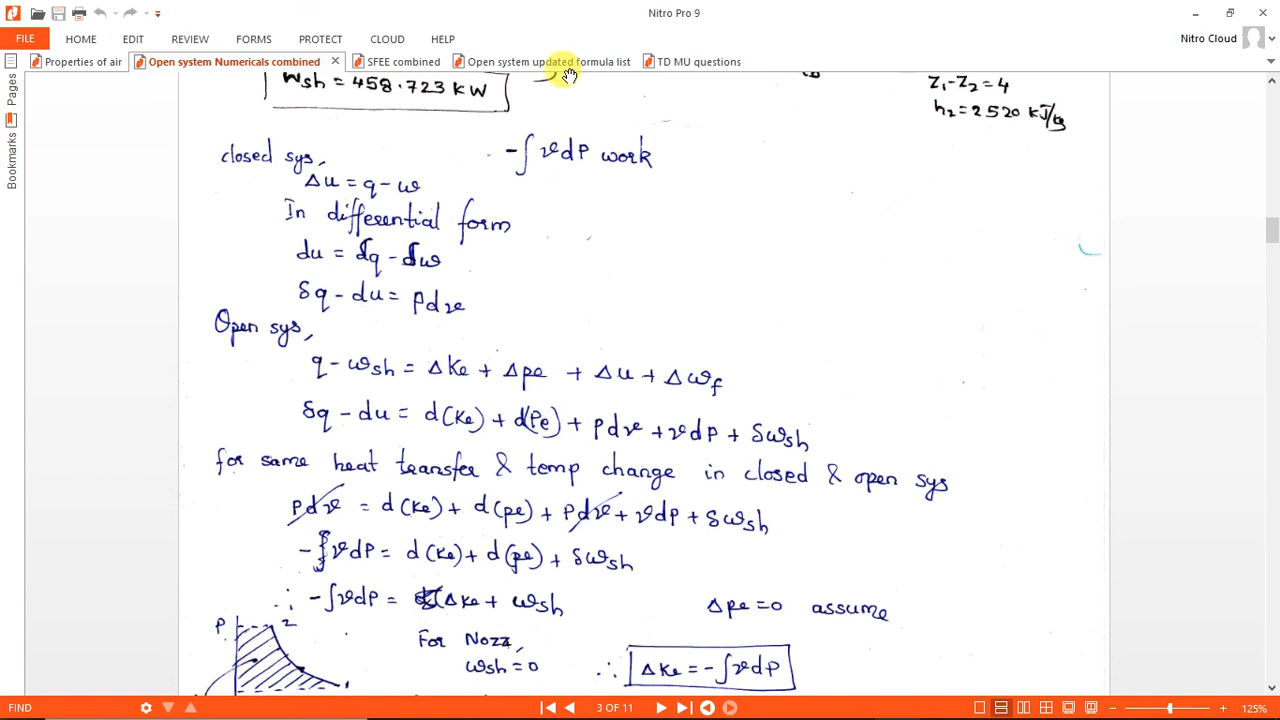 Nitro Pro 9
FILE HOME EDIT REVIEW FORMS PROTECT CLOUD HELP Nitro Cloud
Properties of air Open system Numericals combined SFEE combined Open system updated formula list TD MU questions
Pages
Bookmarks
Wsh = 458.723 kW
Z1-Z2 = 4
h2 = 2520 kJ/kg
closed sys, -∫vdP work
Δu = q - w
In differential form
du = δq - δw
δq - du = Pdv
Open sys,
q - wsh = Δke + Δpe + Δu + Δwf
δq - du = d(ke) + d(Pe) + Pdv + vdP + δwsh
for same heat transfer & temp change in closed & open sys
Pdv = d(ke) + d(pe) + Pdv + vdP + δwsh
-∫vdP = d(ke) + d(pe) + δwsh
∴ -∫vdP = Δke + wsh Δpe = 0 assume
P 2
For Nozz,
wsh = 0 ∴ Δke = -∫vdP
1
FIND 3 OF 11 125%